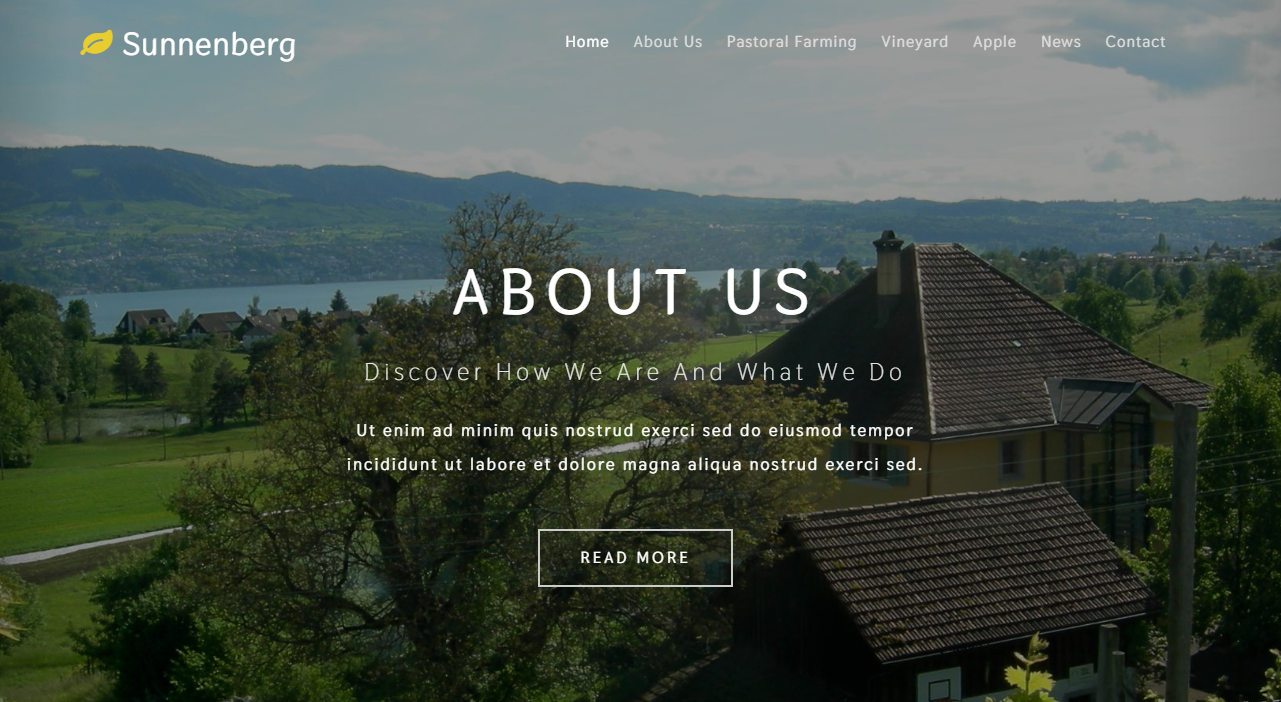 Sunnenberg
Home About Us Pastoral Farming Vineyard Apple News Contact
ABOUT US
Discover How We Are And What We Do
Ut enim ad minim quis nostrud exerci sed do eiusmod tempor
incididunt ut labore et dolore magna aliqua nostrud exerci sed.
READ MORE